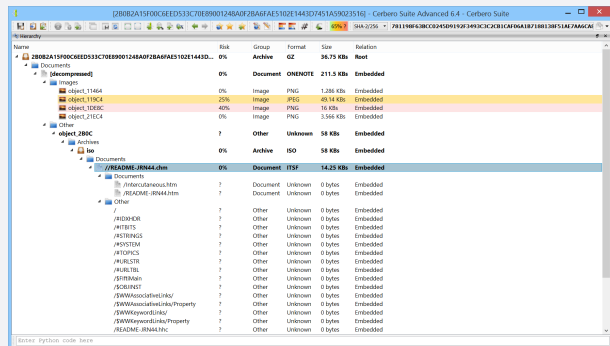 [2B0B2A15F00C6EED533C70EB9001248A0F2BA6FAE5102E1443D7451A59023516] - Cerbero Suite Advanced 6.4 - Cerbero Suite
45% ? SHA-2/256
Hierarchy
Name Risk Group Format Size Relation
2B0B2A15F00C6EED533C70EB9001248A0F2BA6FAE5102E1443D... 0% Archive GZ 36.75 KBs Root
Documents
[decompressed] 0% Document ONENOTE 211.5 KBs Embedded
Images
object_11464 0% Image PNG 1.286 KBs Embedded
object_119C4 25% Image JPEG 49.14 KBs Embedded
object_1DEBC 40% Image PNG 16 KBs Embedded
object_21EC4 0% Image PNG 3.566 KBs Embedded
Other
object_2B0C ? Other Unknown 58 KBs Embedded
Archives
iso 0% Archive ISO 58 KBs Embedded
Documents
//README-JRN44.chm 0% Document ITSF 14.25 KBs Embedded
Documents
/Intercutaneous.htm ? Document Unknown 0 bytes Embedded
/README-JRN44.htm ? Document Unknown 0 bytes Embedded
Other
/ ? Other Unknown 0 bytes Embedded
/#IDXHDR ? Other Unknown 0 bytes Embedded
/#ITBITS ? Other Unknown 0 bytes Embedded
/#STRINGS ? Other Unknown 0 bytes Embedded
/#SYSTEM ? Other Unknown 0 bytes Embedded
/#TOPICS ? Other Unknown 0 bytes Embedded
/#URLSTR ? Other Unknown 0 bytes Embedded
/#URLTBL ? Other Unknown 0 bytes Embedded
/$FIftiMain ? Other Unknown 0 bytes Embedded
/$OBJINST ? Other Unknown 0 bytes Embedded
/$WWAssociativeLinks/ ? Other Unknown 0 bytes Embedded
/$WWAssociativeLinks/Property ? Other Unknown 0 bytes Embedded
/$WWKeywordLinks/ ? Other Unknown 0 bytes Embedded
/$WWKeywordLinks/Property ? Other Unknown 0 bytes Embedded
/README-JRN44.hhc ? Other Unknown 0 bytes Embedded
Enter Python code here